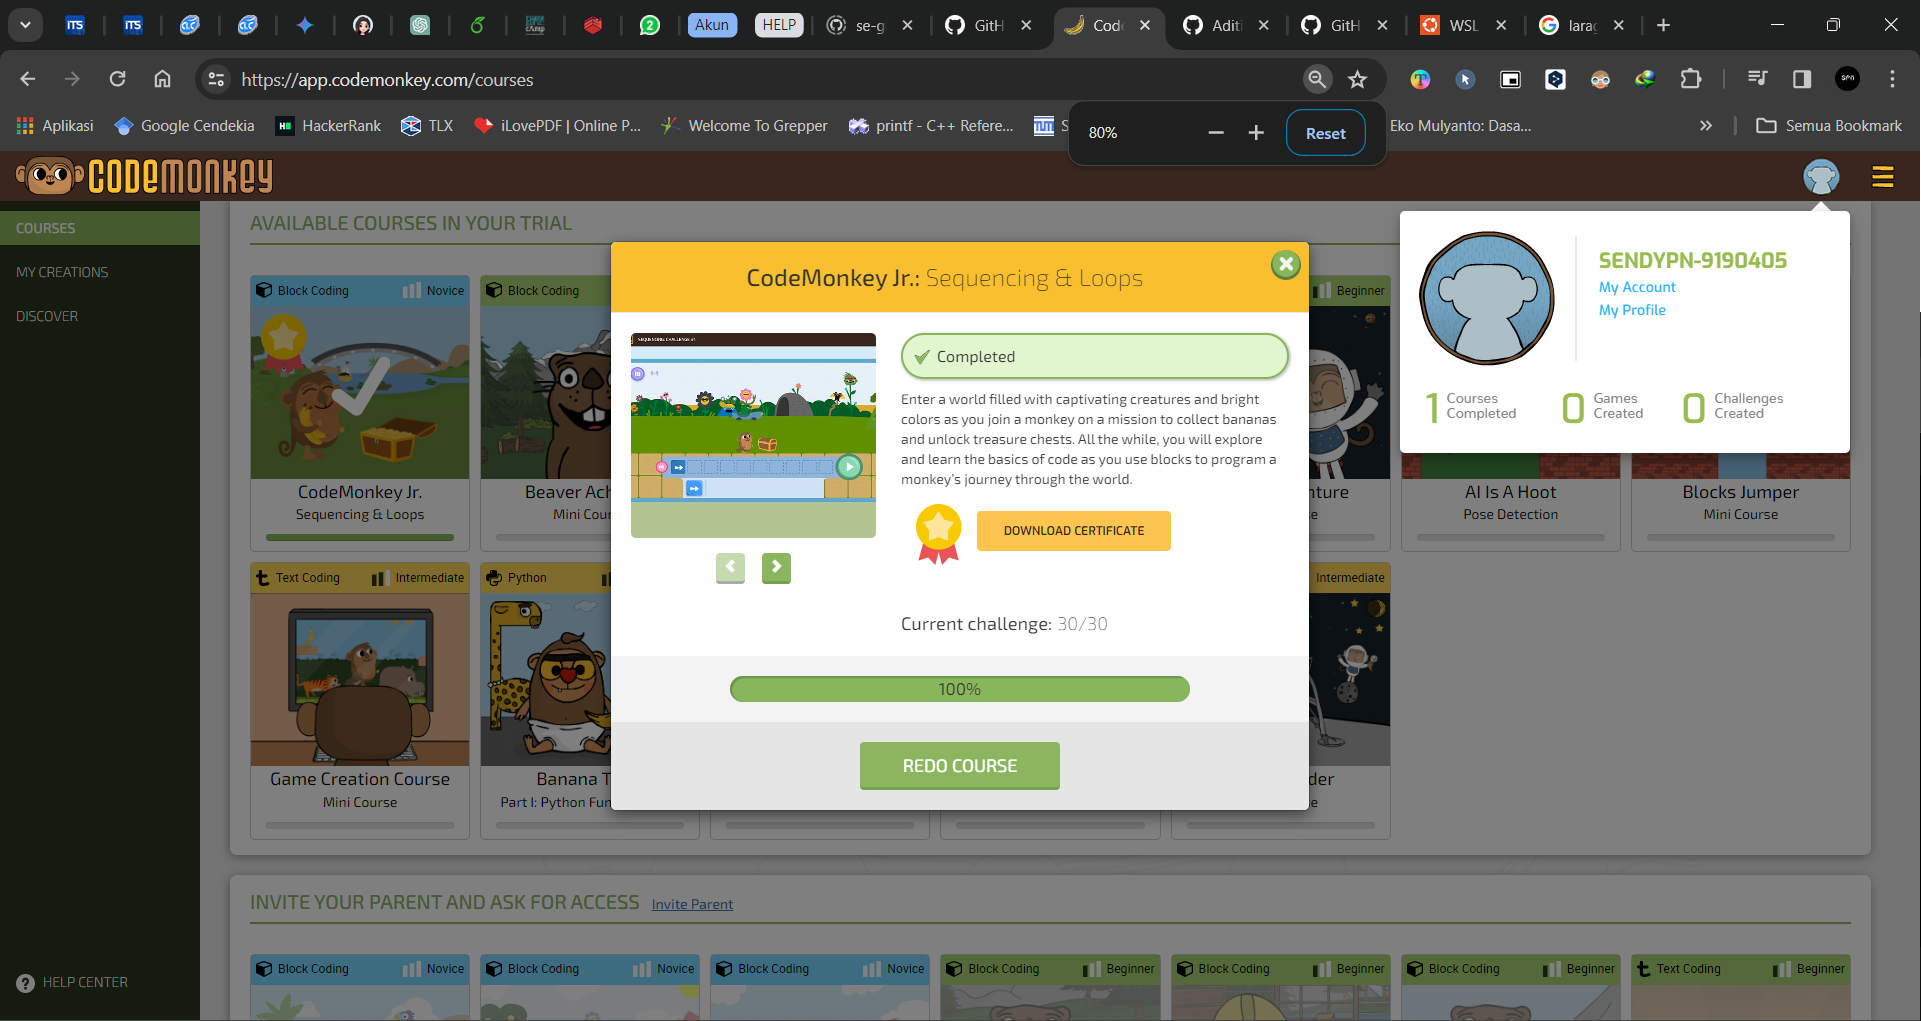 Akun
HELP
se-g
GitH
Code
Aditi
GitH
WSL
larag
https://app.codemonkey.com/courses
Aplikasi
Google Cendekia
HackerRank
TLX
iLovePDF | Online P...
Welcome To Grepper
printf - C++ Refere...
Eko Mulyanto: Dasa...
Semua Bookmark
80%
Reset
CODEMONKEY
COURSES
MY CREATIONS
DISCOVER
HELP CENTER
AVAILABLE COURSES IN YOUR TRIAL
Block Coding
Novice
CodeMonkey Jr.
Sequencing & Loops
Block Coding
Beaver Ach
Mini Cour
Beginner
nture
AI Is A Hoot
Pose Detection
Blocks Jumper
Mini Course
Text Coding
Intermediate
Game Creation Course
Mini Course
Python
Banana T
Part I: Python Fun
Intermediate
der
CodeMonkey Jr.: Sequencing & Loops
SEQUENCING CHALLENGE #1
Completed
Enter a world filled with captivating creatures and bright
colors as you join a monkey on a mission to collect bananas
and unlock treasure chests. All the while, you will explore
and learn the basics of code as you use blocks to program a
monkey's journey through the world.
DOWNLOAD CERTIFICATE
Current challenge: 30/30
100%
REDO COURSE
SENDYPN-9190405
My Account
My Profile
1 Courses
Completed
0 Games
Created
0 Challenges
Created
INVITE YOUR PARENT AND ASK FOR ACCESS Invite Parent
Block Coding
Novice
Block Coding
Novice
Block Coding
Novice
Block Coding
Beginner
Block Coding
Beginner
Block Coding
Beginner
Text Coding
Beginner